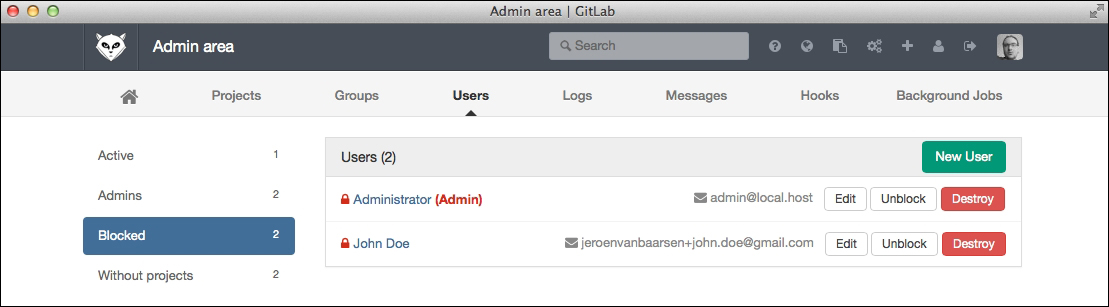 Admin area | GitLab
Admin area Search
Projects Groups Users Logs Messages Hooks Background Jobs
Active 1
Admins 2
Blocked 2
Without projects 2
Users (2) New User
Administrator (Admin) admin@local.host Edit Unblock Destroy
John Doe jeroenvanbaarsen+john.doe@gmail.com Edit Unblock Destroy